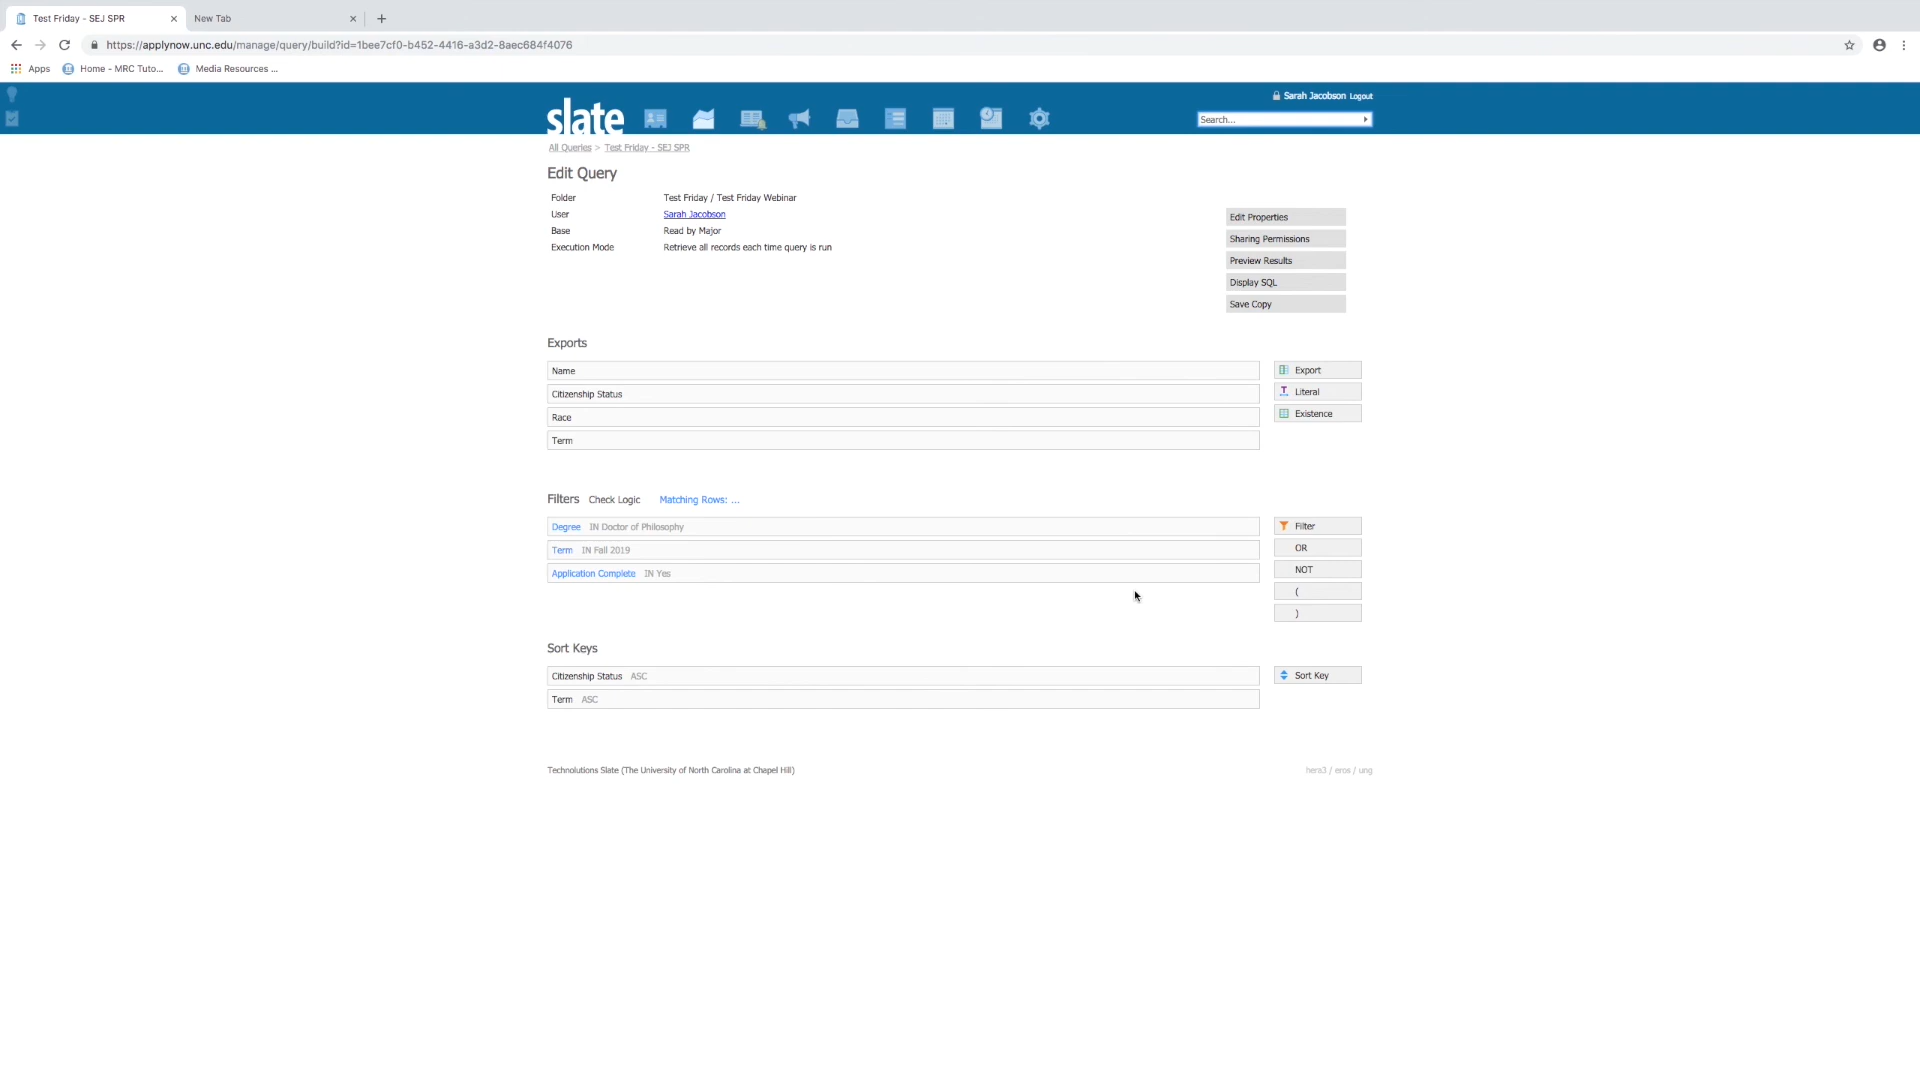 Test Friday - SEJ SPR
New Tab
https://applynow.unc.edu/manage/query/build?id=1bee7cf0-b452-4416-a3d2-8aec684f4076
Apps Home - MRC Tuto... Media Resources ...
Sarah Jacobson Logout
slate
Search...
All Queries > Test Friday - SEJ SPR
Edit Query
Folder Test Friday / Test Friday Webinar
User Sarah Jacobson
Base Read by Major
Execution Mode Retrieve all records each time query is run
Edit Properties
Sharing Permissions
Preview Results
Display SQL
Save Copy
Exports
Name
Citizenship Status
Race
Term
Export
Literal
Existence
Filters Check Logic Matching Rows: ...
Degree IN Doctor of Philosophy
Term IN Fall 2019
Application Complete IN Yes
Filter
OR
NOT
(
)
Sort Keys
Citizenship Status ASC
Term ASC
Sort Key
Technolutions Slate (The University of North Carolina at Chapel Hill)
hera3 / eros / ung